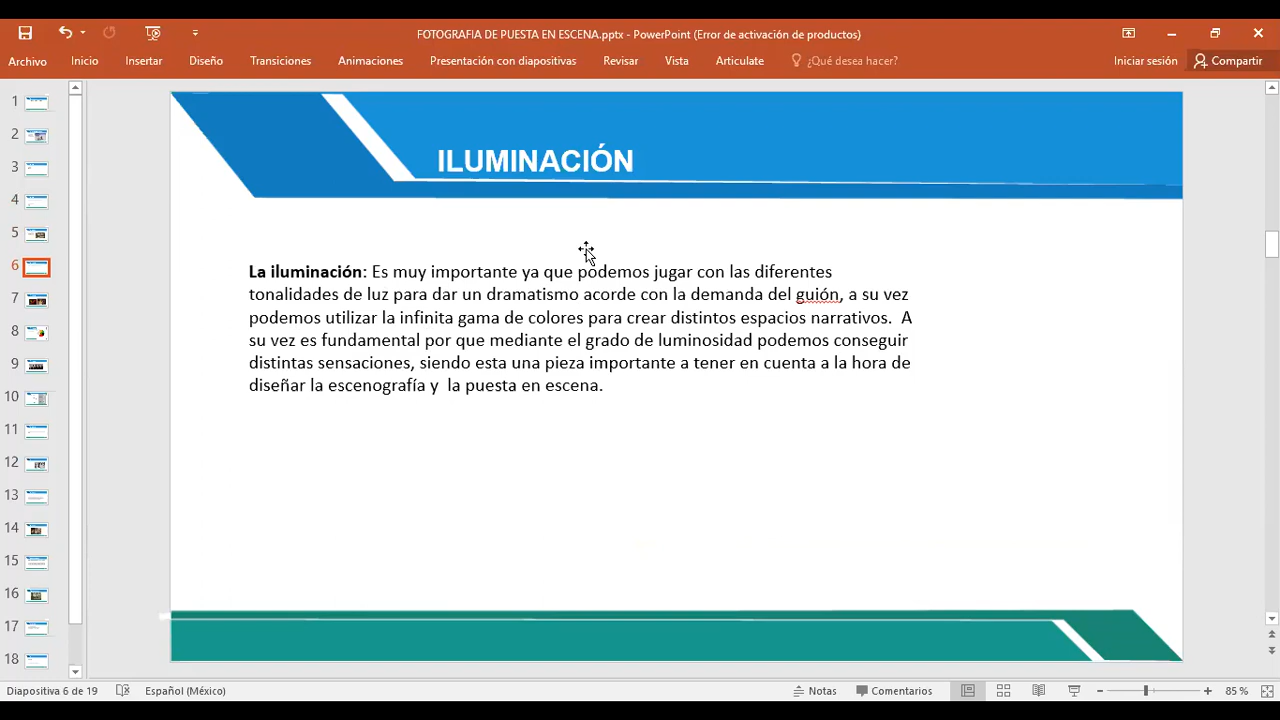 FOTOGRAFIA DE PUESTA EN ESCENA.pptx - PowerPoint (Error de activación de productos)
Archivo Inicio Insertar Diseño Transiciones Animaciones Presentación con diapositivas Revisar Vista Articulate ¿Qué desea hacer? Iniciar sesión Compartir
1
2
3
4
5
6
7
8
9
10
11
12
13
14
15
16
17
18
ILUMINACIÓN
La iluminación: Es muy importante ya que podemos jugar con las diferentes
tonalidades de luz para dar un dramatismo acorde con la demanda del guión, a su vez
podemos utilizar la infinita gama de colores para crear distintos espacios narrativos.  A
su vez es fundamental por que mediante el grado de luminosidad podemos conseguir
distintas sensaciones, siendo esta una pieza importante a tener en cuenta a la hora de
diseñar la escenografía y  la puesta en escena.
Diapositiva 6 de 19 Español (México) Notas Comentarios 85 %